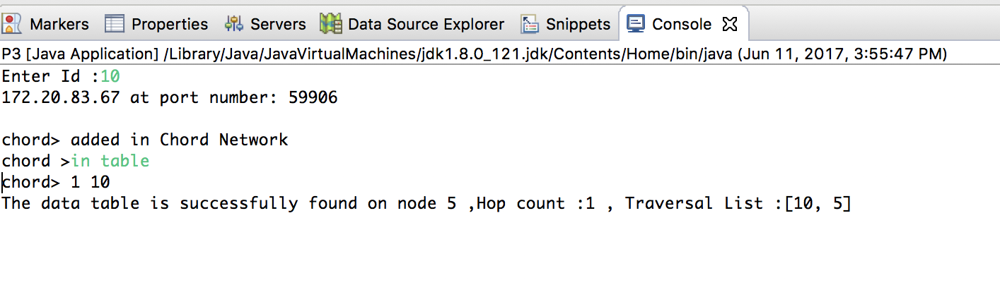 Markers Properties Servers Data Source Explorer Snippets Console
P3 [Java Application] /Library/Java/JavaVirtualMachines/jdk1.8.0_121.jdk/Contents/Home/bin/java (Jun 11, 2017, 3:55:47 PM)
Enter Id :10
172.20.83.67 at port number: 59906
chord> added in Chord Network
chord >in table
chord> 1 10
The data table is successfully found on node 5 ,Hop count :1 , Traversal List :[10, 5]